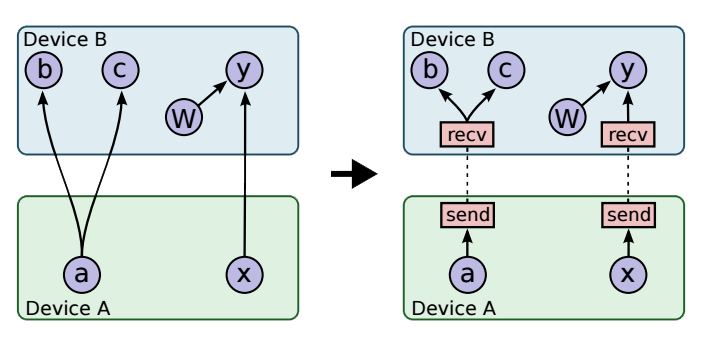 Device B
b c y
W
a x
Device A
Device B
b c y
W
recv recv
send send
a x
Device A